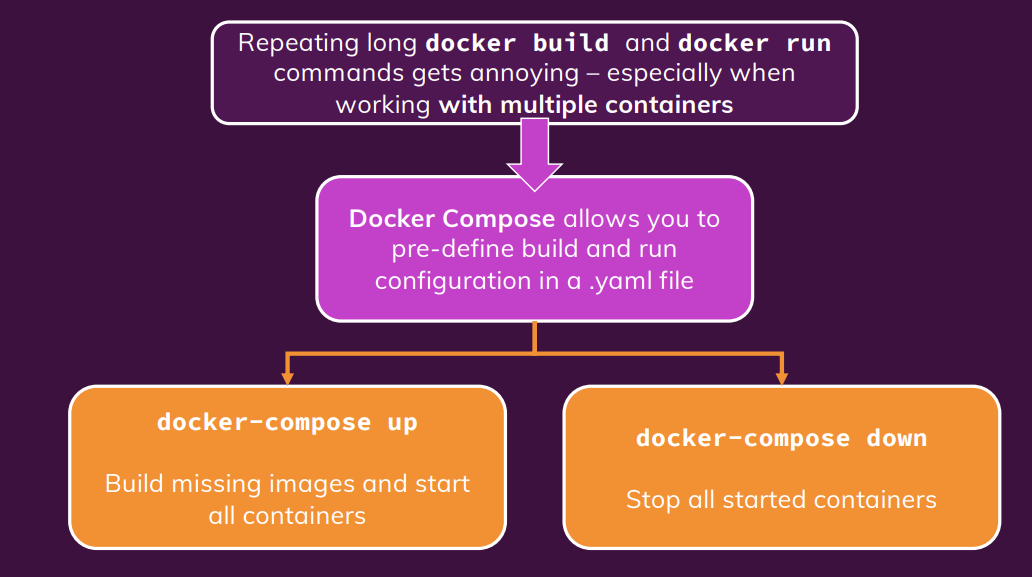 Repeating long docker build and docker run
commands gets annoying – especially when
working with multiple containers
Docker Compose allows you to
pre-define build and run
configuration in a .yaml file
docker-compose up
Build missing images and start
all containers
docker-compose down
Stop all started containers